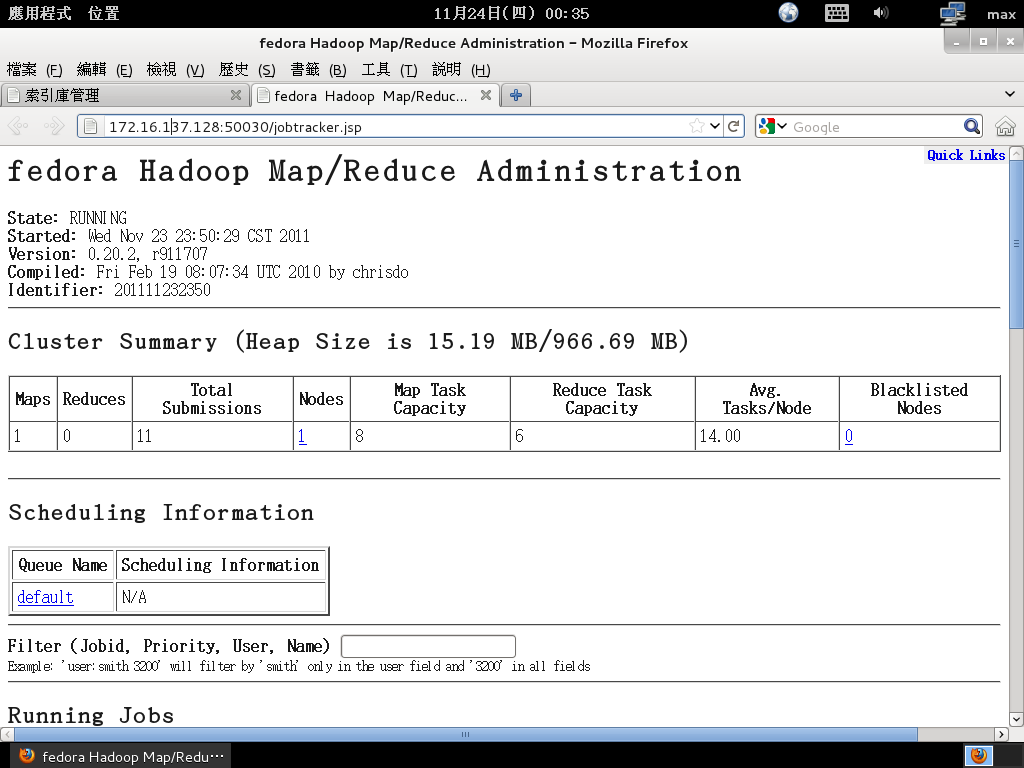 應用程式 位置 11月24日(四) 00:35 max
fedora Hadoop Map/Reduce Administration - Mozilla Firefox
檔案 (F) 編輯 (E) 檢視 (V) 歷史 (S) 書籤 (B) 工具 (T) 說明 (H)
索引庫管理 fedora Hadoop Map/Reduc...
172.16.137.128:50030/jobtracker.jsp Google
Quick Links
fedora Hadoop Map/Reduce Administration
State: RUNNING
Started: Wed Nov 23 23:50:29 CST 2011
Version: 0.20.2, r911707
Compiled: Fri Feb 19 08:07:34 UTC 2010 by chrisdo
Identifier: 201111232350
Cluster Summary (Heap Size is 15.19 MB/966.69 MB)
Maps Reduces Total Submissions Nodes Map Task Capacity Reduce Task Capacity Avg. Tasks/Node Blacklisted Nodes
1 0 11 1 8 6 14.00 0
Scheduling Information
Queue Name Scheduling Information
default N/A
Filter (Jobid, Priority, User, Name)
Example: 'user:smith 3200' will filter by 'smith' only in the user field and '3200' in all fields
Running Jobs
fedora Hadoop Map/Redu···